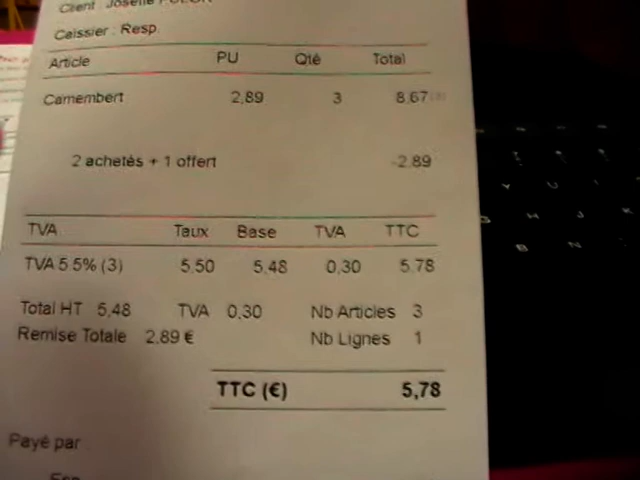 Client : Josette
Caissier : Resp.
Article PU Qté Total
Camembert 2,89 3 8,67
2 achetés + 1 offert -2,89
TVA Taux Base TVA TTC
TVA 5.5% (3) 5,50 5,48 0,30 5,78
Total HT 5,48 TVA 0,30 Nb Articles 3
Remise Totale 2,89 € Nb Lignes 1
TTC (€) 5,78
Payé par